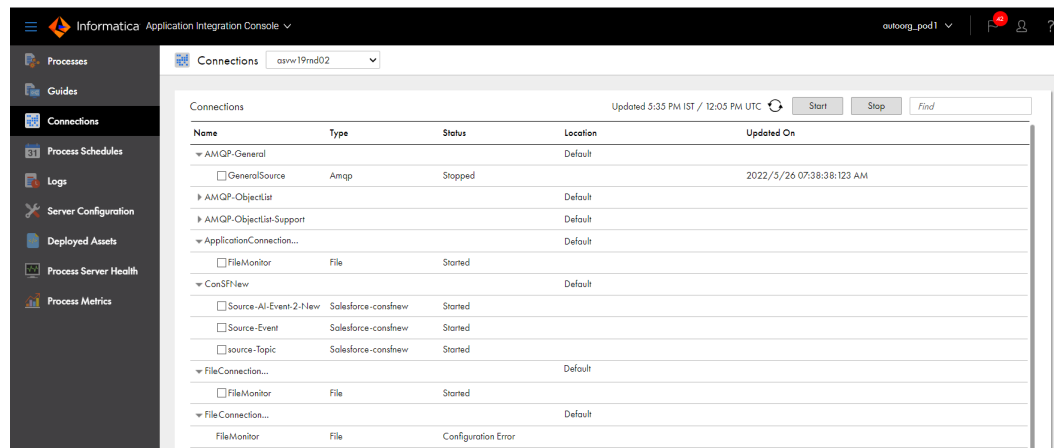 Informatica Application Integration Console autoorg_pod1 42 ?
Processes
Guides
Connections
Process Schedules
31
Logs
Server Configuration
Deployed Assets
Process Server Health
Process Metrics
Connections asvw19rnd02
Connections Updated 5:35 PM IST / 12:05 PM UTC Start Stop Find
Name Type Status Location Updated On
AMQP-General Default
GeneralSource Amqp Stopped 2022/5/26 07:38:38:123 AM
AMQP-ObjectList Default
AMQP-ObjectList-Support Default
ApplicationConnection... Default
FileMonitor File Started
ConSFNew Default
Source-AI-Event-2-New Salesforce-consfnew Started
Source-Event Salesforce-consfnew Started
source-Topic Salesforce-consfnew Started
FileConnection... Default
FileMonitor File Started
FileConnection... Default
FileMonitor File Configuration Error